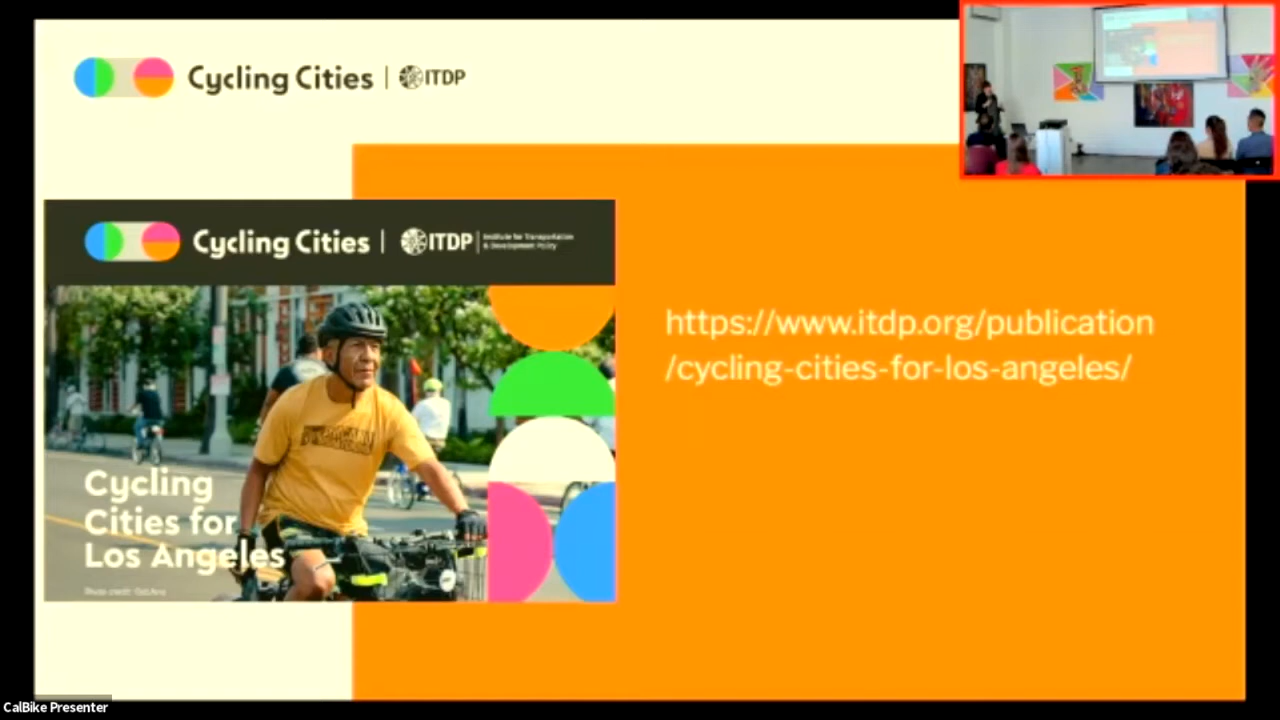 Cycling Cities | ITDP
Cycling Cities | ITDP | Institute for Transportation
& Development Policy
https://www.itdp.org/publication
/cycling-cities-for-los-angeles/
Cycling
Cities for
Los Angeles
CalBike Presenter